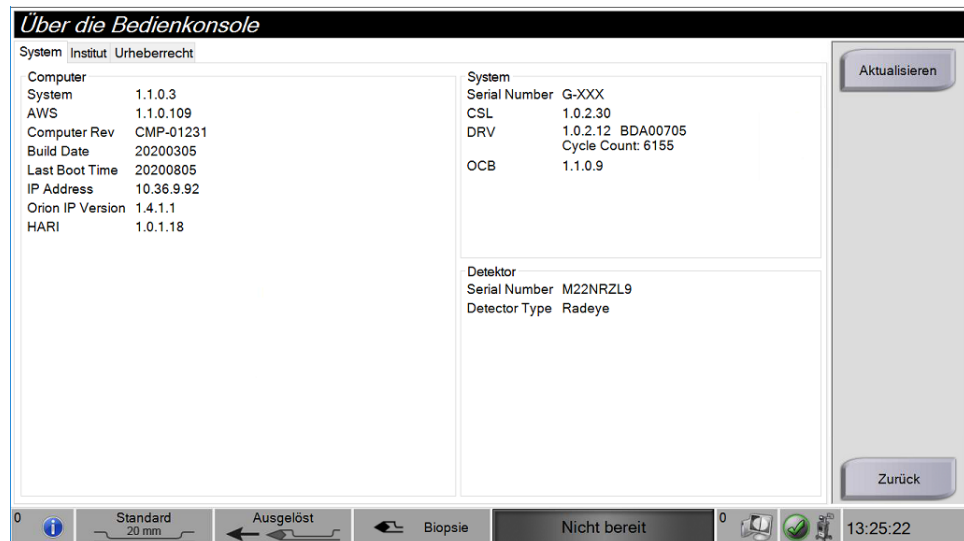 Über die Bedienkonsole
System Institut Urheberrecht
Computer
System 1.1.0.3
AWS 1.1.0.109
Computer Rev CMP-01231
Build Date 20200305
Last Boot Time 20200805
IP Address 10.36.9.92
Orion IP Version 1.4.1.1
HARI 1.0.1.18
System
Serial Number G-XXX
CSL 1.0.2.30
DRV 1.0.2.12 BDA00705
Cycle Count: 6155
OCB 1.1.0.9
Detektor
Serial Number M22NRZL9
Detector Type Radeye
Aktualisieren
Zurück
0
Standard
20 mm
Ausgelöst
Biopsie
Nicht bereit
0
13:25:22